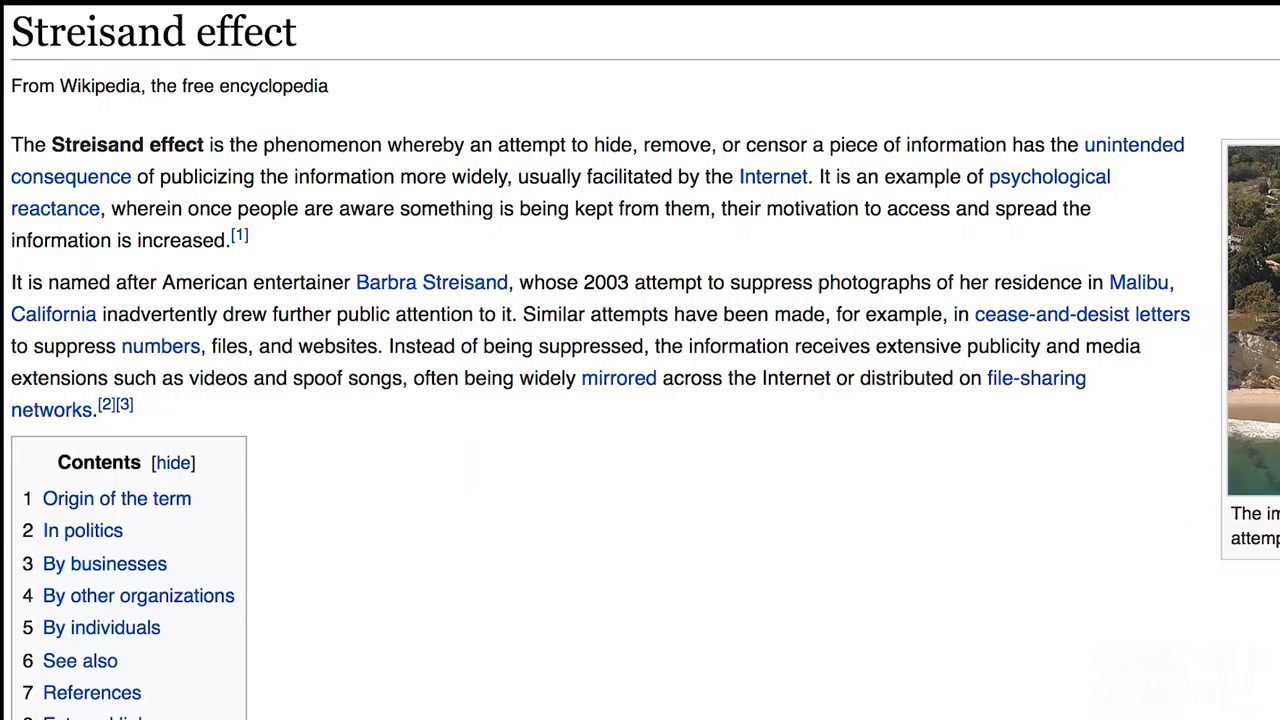 Streisand effect
From Wikipedia, the free encyclopedia
The Streisand effect is the phenomenon whereby an attempt to hide, remove, or censor a piece of information has the unintended
consequence of publicizing the information more widely, usually facilitated by the Internet. It is an example of psychological
reactance, wherein once people are aware something is being kept from them, their motivation to access and spread the
information is increased.[1]
It is named after American entertainer Barbra Streisand, whose 2003 attempt to suppress photographs of her residence in Malibu,
California inadvertently drew further public attention to it. Similar attempts have been made, for example, in cease-and-desist letters
to suppress numbers, files, and websites. Instead of being suppressed, the information receives extensive publicity and media
extensions such as videos and spoof songs, often being widely mirrored across the Internet or distributed on file-sharing
networks.[2][3]
Contents [hide]
1 Origin of the term
2 In politics
3 By businesses
4 By other organizations
5 By individuals
6 See also
7 References
The im
attemp